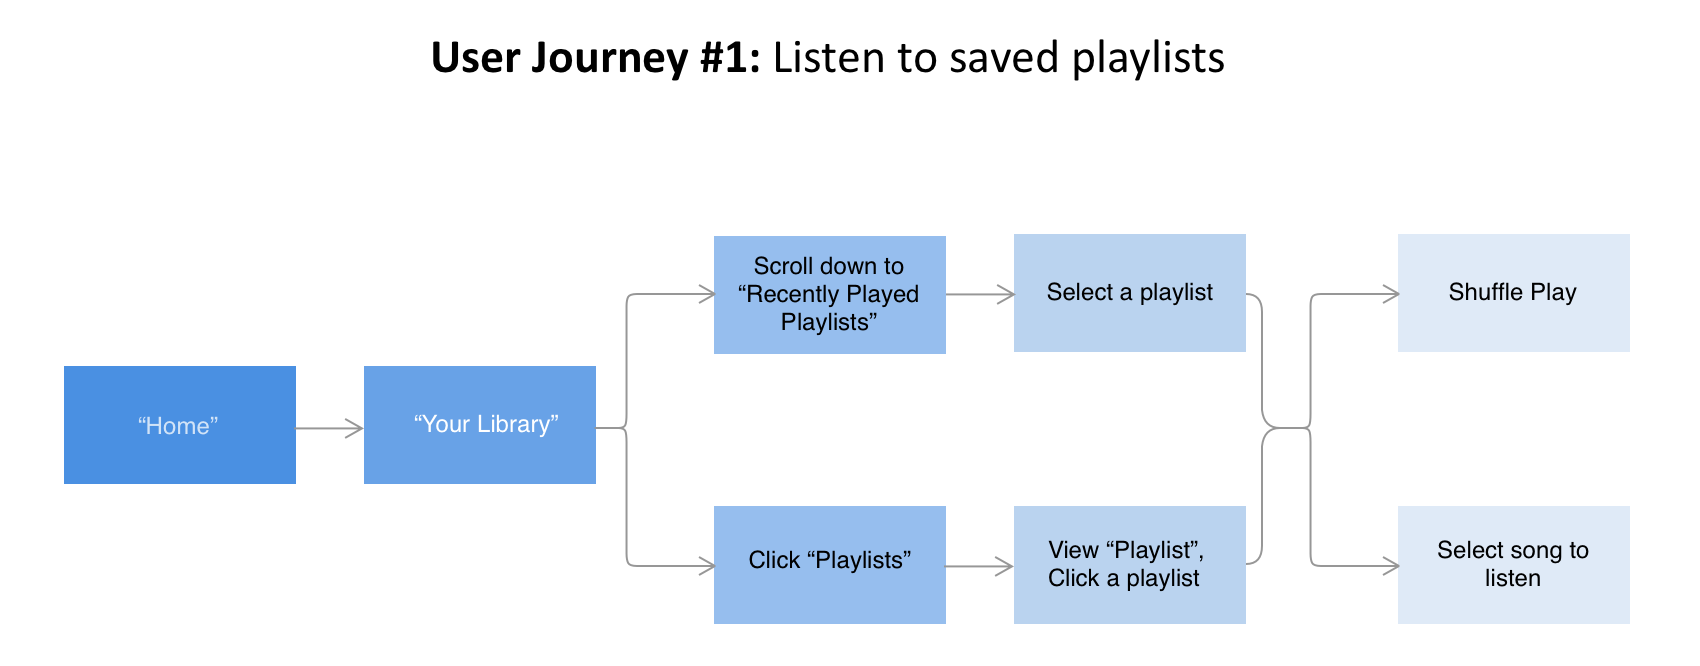 User Journey #1: Listen to saved playlists
“Home”
“Your Library”
Scroll down to
“Recently Played
Playlists”
Select a playlist
Shuffle Play
Click “Playlists”
View “Playlist”,
Click a playlist
Select song to
listen